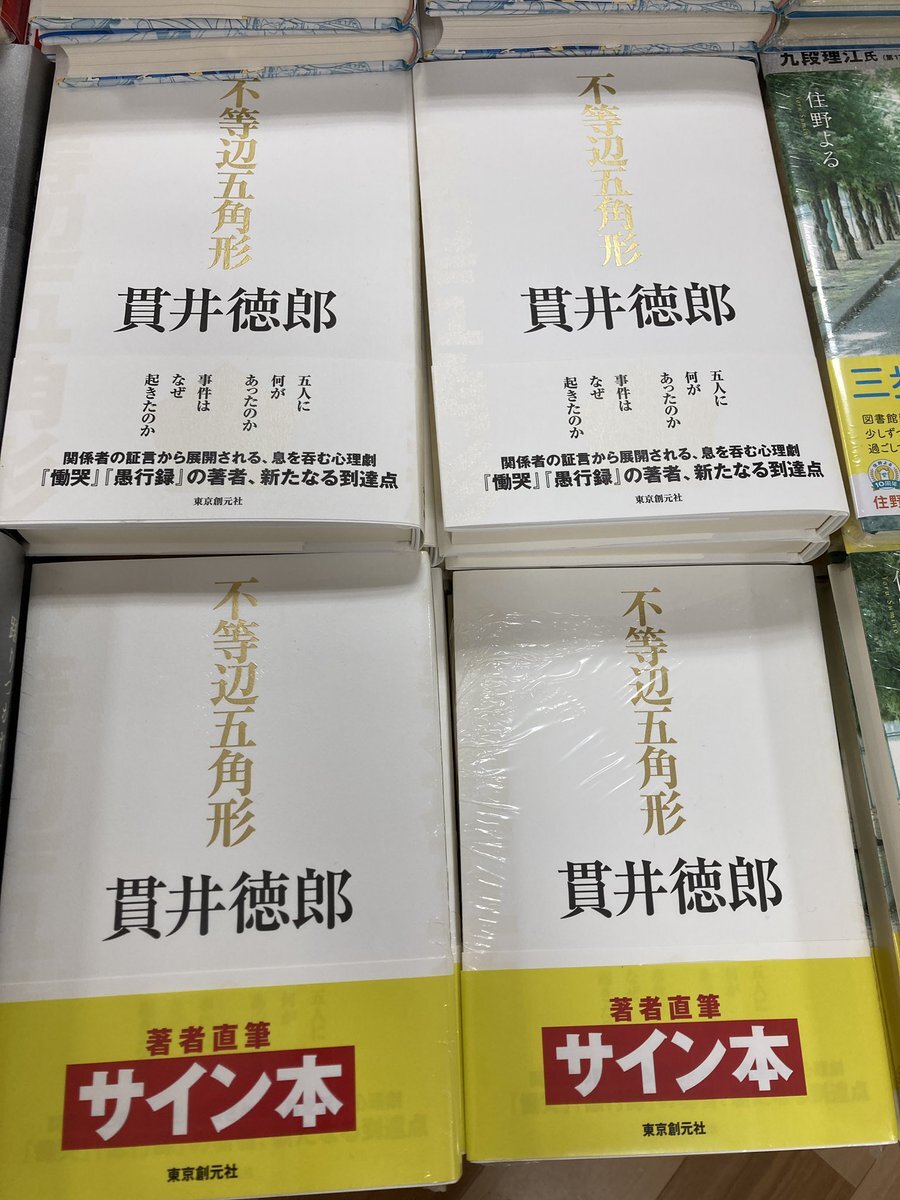 不等辺五角形
貫井徳郎
五人に
何が
あったのか
事件は
なぜ
起きたのか
関係者の証言から展開される、息を呑む心理劇
『慟哭』『愚行録』の著者、新たなる到達点
東京創元社
不等辺五角形
貫井徳郎
五人に
何が
あったのか
事件は
なぜ
起きたのか
関係者の証言から展開される、息を呑む心理劇
『慟哭』『愚行録』の著者、新たなる到達点
東京創元社
九段理江氏
住野よる
三歩
図書館
少しずつ
過ごして
10周年
住野
不等辺五角形
貫井徳郎
著者直筆
サイン本
東京創元社
不等辺五角形
貫井徳郎
著者直筆
サイン本
東京創元社